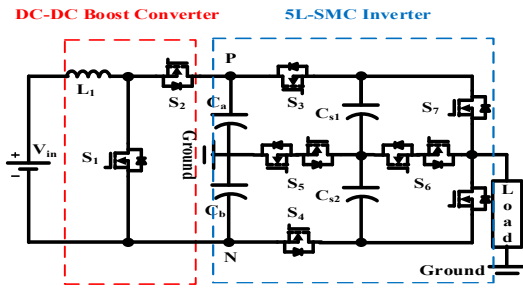 DC-DC Boost Converter
5L-SMC Inverter
P
L1
S2
Ca
S3
Cs1
S7
+
Vin
−
S1
Ground
S5
S6
Cb
S4
Cs2
Load
N
Ground